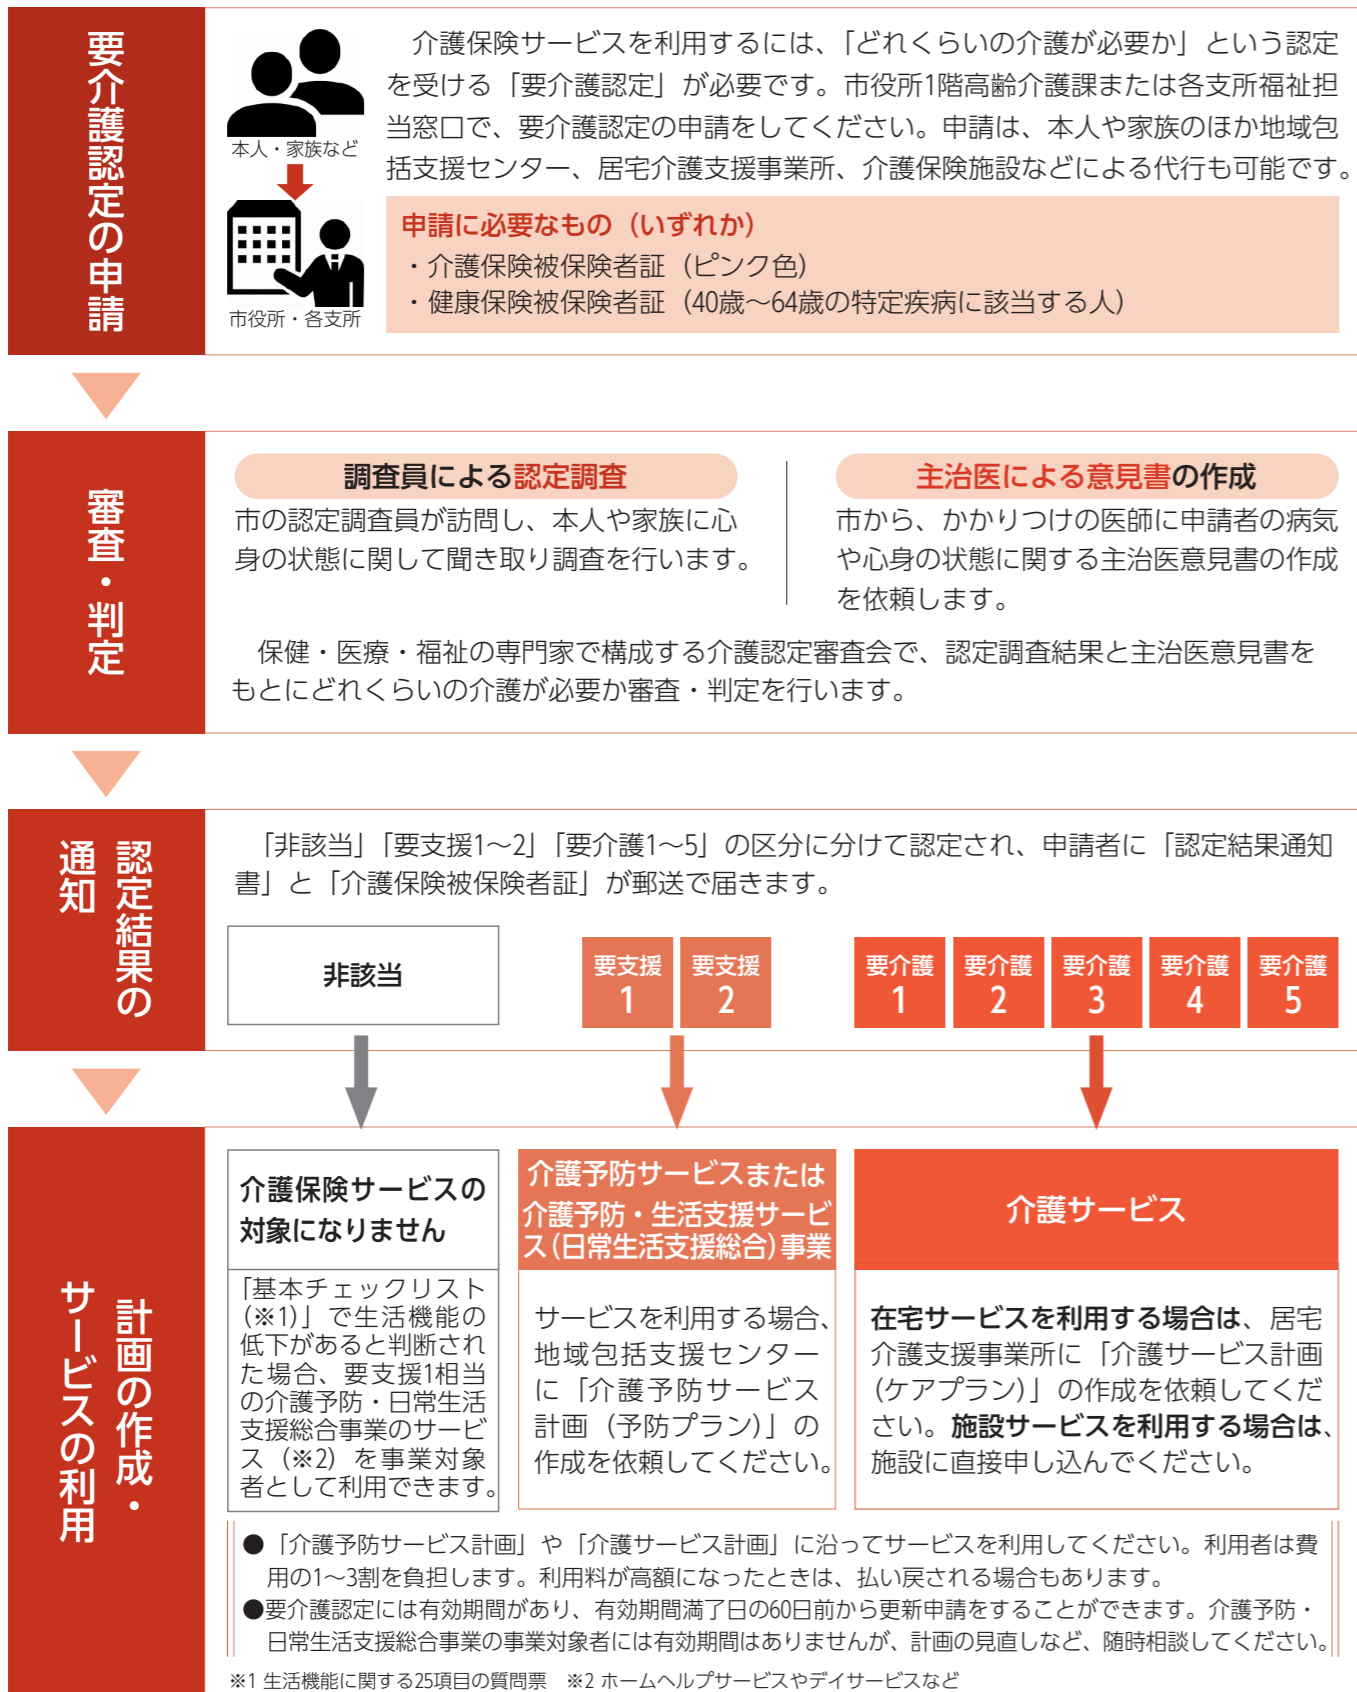 要介護認定の申請
本人・家族など
市役所・各支所
　介護保険サービスを利用するには、「どれくらいの介護が必要か」という認定
を受ける「要介護認定」が必要です。市役所1階高齢介護課または各支所福祉担
当窓口で、要介護認定の申請をしてください。申請は、本人や家族のほか地域包
括支援センター、居宅介護支援事業所、介護保険施設などによる代行も可能です。
申請に必要なもの（いずれか）
・介護保険被保険者証（ピンク色）
・健康保険被保険者証（40歳～64歳の特定疾病に該当する人）
審査・判定
調査員による認定調査
市の認定調査員が訪問し、本人や家族に心
身の状態に関して聞き取り調査を行います。
主治医による意見書の作成
市から、かかりつけの医師に申請者の病気
や心身の状態に関する主治医意見書の作成
を依頼します。
　保健・医療・福祉の専門家で構成する介護認定審査会で、認定調査結果と主治医意見書を
もとにどれくらいの介護が必要か審査・判定を行います。
認定結果の
通知
　「非該当」「要支援1～2」「要介護1～5」の区分に分けて認定され、申請者に「認定結果通知
書」と「介護保険被保険者証」が郵送で届きます。
非該当
要支援
1
要支援
2
要介護
1
要介護
2
要介護
3
要介護
4
要介護
5
計画の作成・
サービスの利用
介護保険サービスの
対象になりません
「基本チェックリスト
（※1）」で生活機能の
低下があると判断され
た場合、要支援1相当
の介護予防・日常生活
支援総合事業のサービ
ス（※2）を事業対象
者として利用できます。
介護予防サービスまたは
介護予防・生活支援サービ
ス（日常生活支援総合）事業
サービスを利用する場合、
地域包括支援センター
に「介護予防サービス
計画（予防プラン）」の
作成を依頼してください。
介護サービス
在宅サービスを利用する場合は、居宅
介護支援事業所に「介護サービス計画
（ケアプラン）」の作成を依頼してくだ
さい。施設サービスを利用する場合は、
施設に直接申し込んでください。
●「介護予防サービス計画」や「介護サービス計画」に沿ってサービスを利用してください。利用者は費
用の1～3割を負担します。利用料が高額になったときは、払い戻される場合もあります。
●要介護認定には有効期間があり、有効期間満了日の60日前から更新申請をすることができます。介護予防・
日常生活支援総合事業の事業対象者には有効期間はありませんが、計画の見直しなど、随時相談してください。
※1 生活機能に関する25項目の質問票　※2 ホームヘルプサービスやデイサービスなど